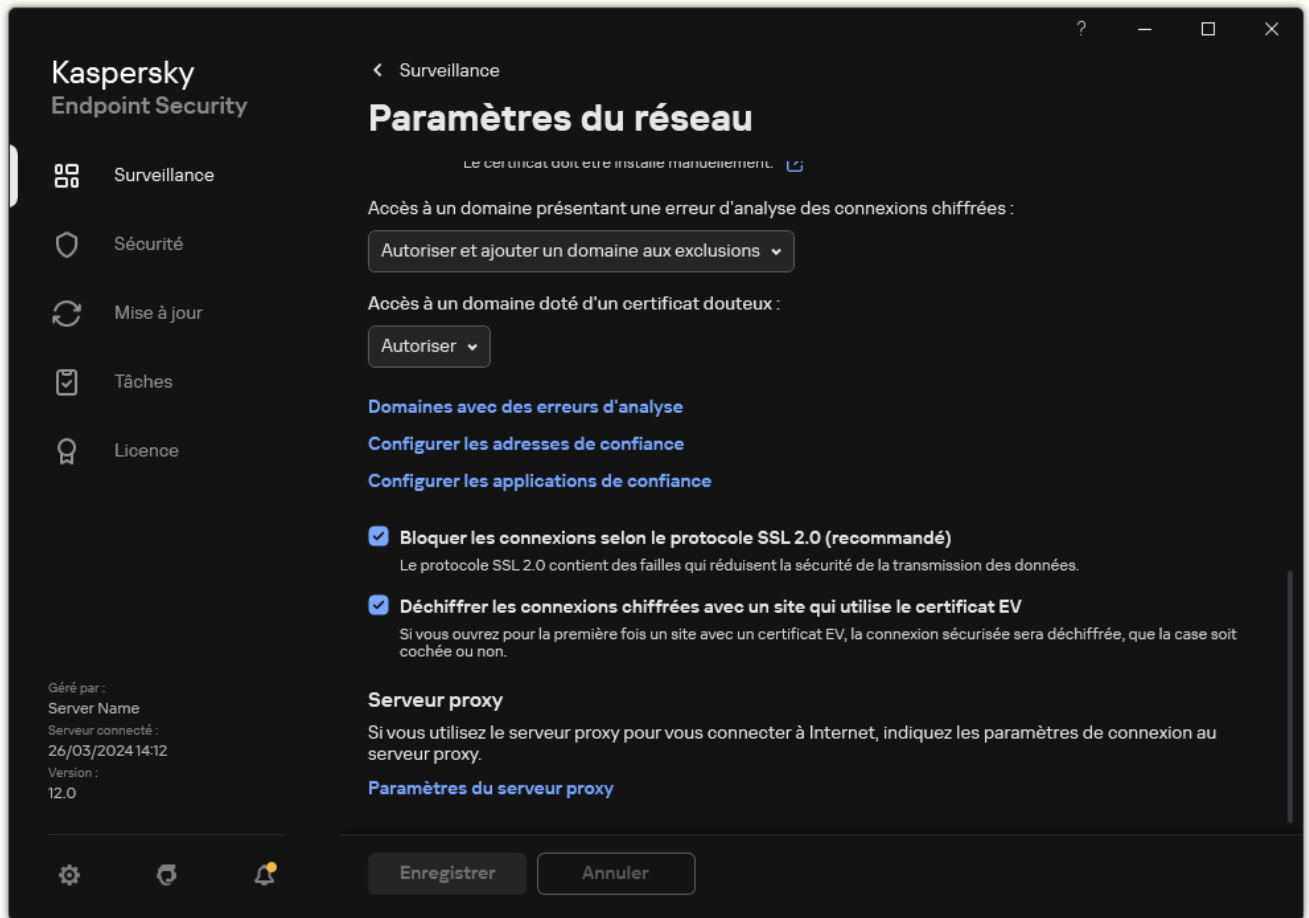 ?
Kaspersky
Endpoint Security
Surveillance
Sécurité
Mise à jour
Tâches
Licence
Géré par :
Server Name
Serveur connecté :
26/03/2024 14:12
Version :
12.0
Surveillance
Paramètres du réseau
Le certificat doit être installé manuellement.
Accès à un domaine présentant une erreur d'analyse des connexions chiffrées :
Autoriser et ajouter un domaine aux exclusions
Accès à un domaine doté d'un certificat douteux :
Autoriser
Domaines avec des erreurs d'analyse
Configurer les adresses de confiance
Configurer les applications de confiance
Bloquer les connexions selon le protocole SSL 2.0 (recommandé)
Le protocole SSL 2.0 contient des failles qui réduisent la sécurité de la transmission des données.
Déchiffrer les connexions chiffrées avec un site qui utilise le certificat EV
Si vous ouvrez pour la première fois un site avec un certificat EV, la connexion sécurisée sera déchiffrée, que la case soit
cochée ou non.
Serveur proxy
Si vous utilisez le serveur proxy pour vous connecter à Internet, indiquez les paramètres de connexion au
serveur proxy.
Paramètres du serveur proxy
Enregistrer
Annuler